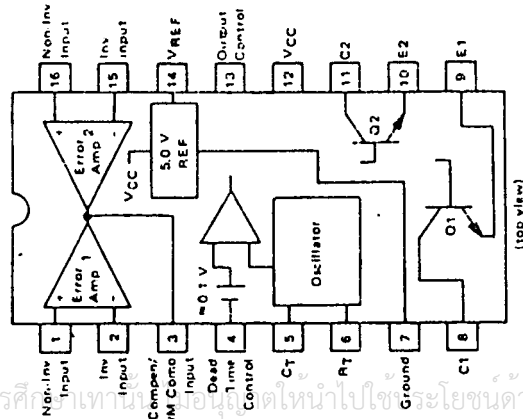 Non-Inv
Input
1
Inv
Input
2
Compen/
PWM Comp
Input
3
Dead
Time
Control
4
CT
5
RT
6
Ground
7
C1
8
Non-Inv
Input
16
Inv
Input
15
VREF
14
Output
Control
13
VCC
12
C2
11
E2
10
E1
9
+
-
Error 1
Amp
+
-
Error 2
Amp
VCC
5.0 V
REF
≈0.1 V
Oscillator
Q2
Q1
(top view)